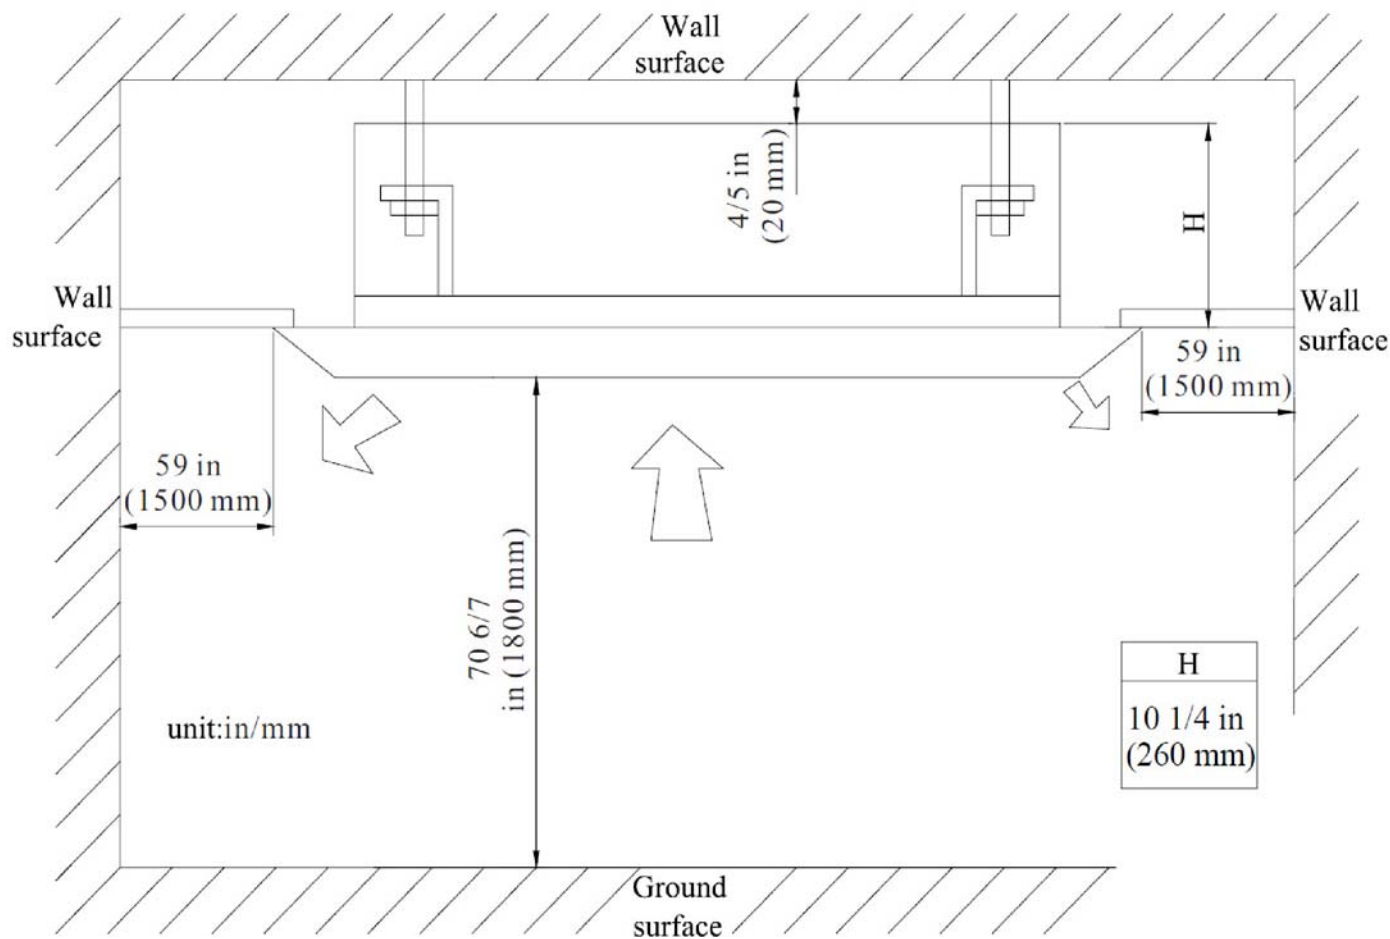 Wall
surface
4/5 in
(20 mm)
H
Wall
surface
Wall
surface
59 in
(1500 mm)
59 in
(1500 mm)
70 6/7
in (1800 mm)
H
10 1/4 in
(260 mm)
unit:in/mm
Ground
surface